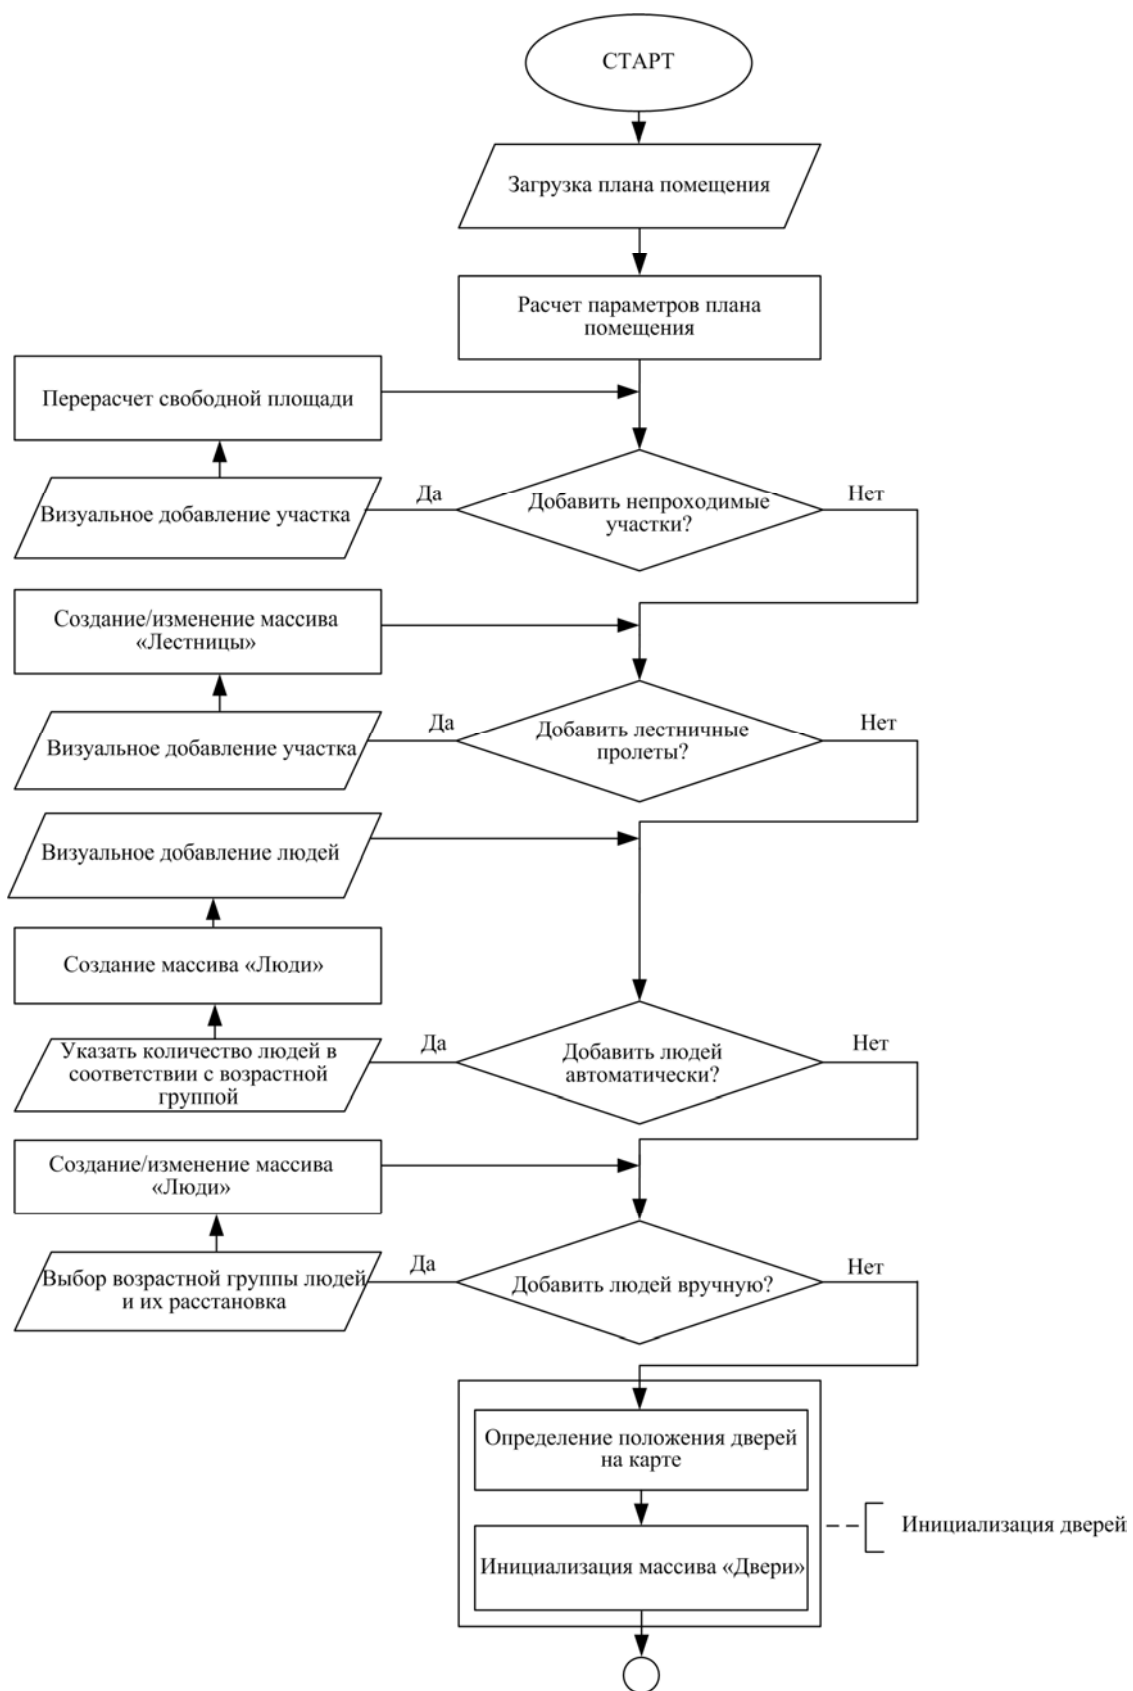 СТАРТ
Загрузка плана помещения
Расчет параметров плана
помещения
Перерасчет свободной площади
Визуальное добавление участка
Да
Добавить непроходимые
участки?
Нет
Создание/изменение массива
«Лестницы»
Визуальное добавление участка
Да
Добавить лестничные
пролеты?
Нет
Визуальное добавление людей
Создание массива «Люди»
Указать количество людей в
соответствии с возрастной
группой
Да
Добавить людей
автоматически?
Нет
Создание/изменение массива
«Люди»
Выбор возрастной группы людей
и их расстановка
Да
Добавить людей вручную?
Нет
Определение положения дверей
на карте
Инициализация массива «Двери»
Инициализация дверей